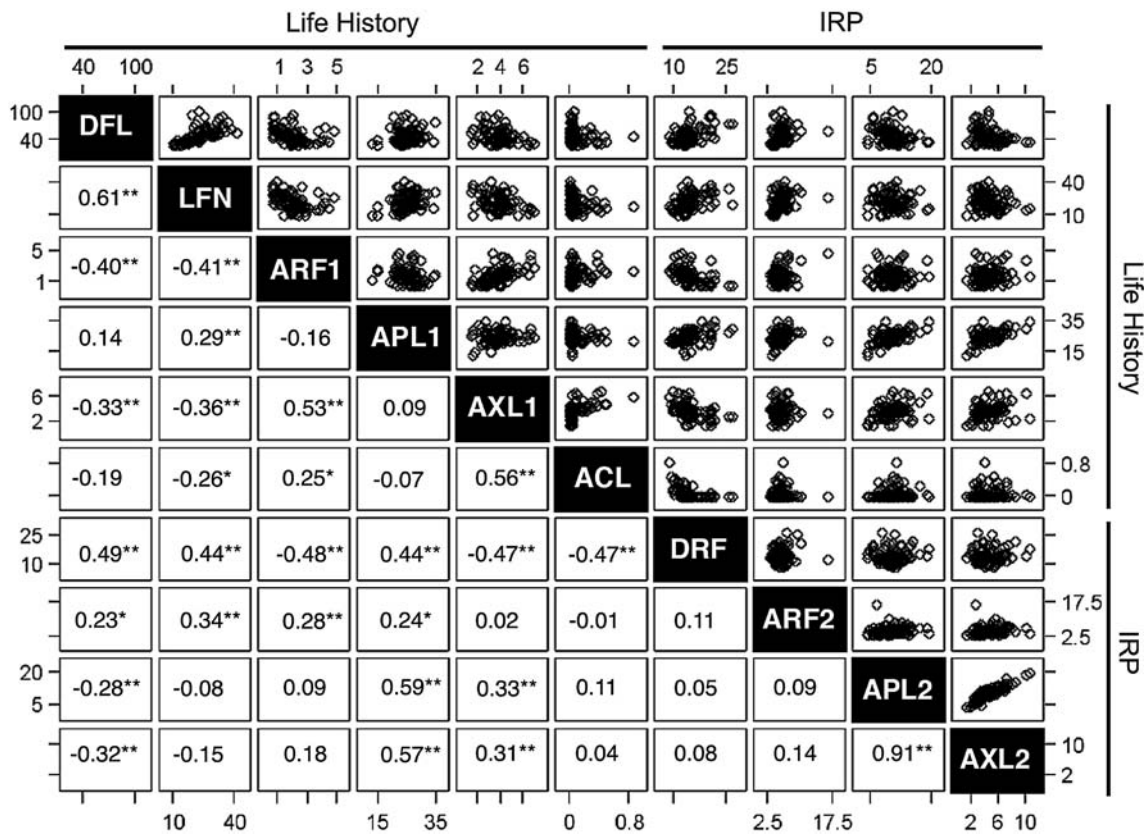 Life History IRP
40 100 1 3 5 2 4 6 10 25 5 20
100 40 DFL
0.61** LFN 40 10
5 1 -0.40** -0.41** ARF1
0.14 0.29** -0.16 APL1 35 15
6 2 -0.33** -0.36** 0.53** 0.09 AXL1
-0.19 -0.26* 0.25* -0.07 0.56** ACL 0.8 0
25 10 0.49** 0.44** -0.48** 0.44** -0.47** -0.47** DRF
0.23* 0.34** 0.28** 0.24* 0.02 -0.01 0.11 ARF2 17.5 2.5
20 5 -0.28** -0.08 0.09 0.59** 0.33** 0.11 0.05 0.09 APL2
-0.32** -0.15 0.18 0.57** 0.31** 0.04 0.08 0.14 0.91** AXL2 10 2
10 40 15 35 0 0.8 2.5 17.5 2 6 10
Life History
IRP